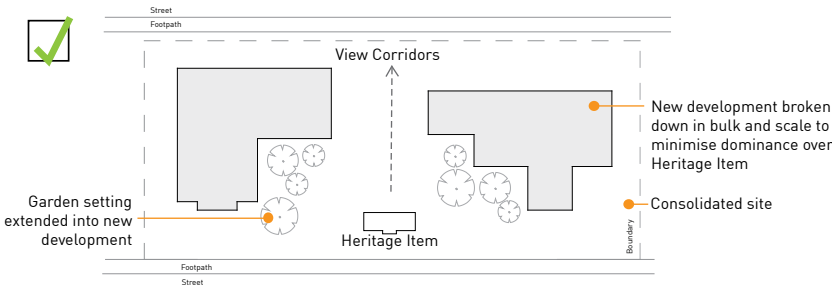 Street
Footpath
View Corridors
New development broken
down in bulk and scale to
minimise dominance over
Heritage Item
Garden setting
extended into new
development
Consolidated site
Boundary
Heritage Item
Footpath
Street